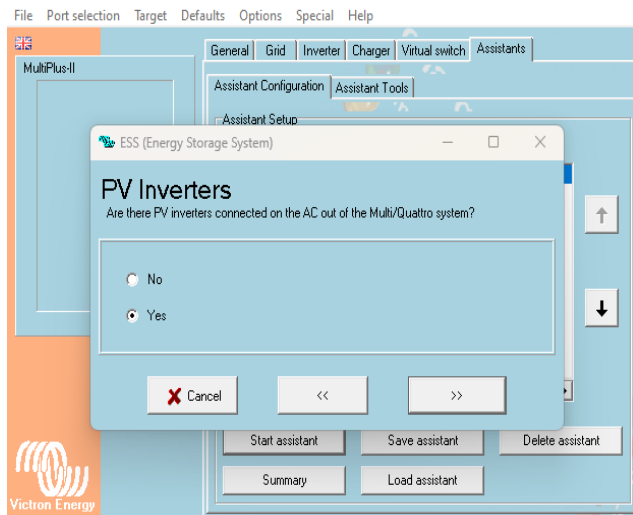 File Port selection Target Defaults Options Special Help
MultiPlus-II
General Grid Inverter Charger Virtual switch Assistants
Assistant Configuration Assistant Tools
Assistant Setup
ESS (Energy Storage System)
PV Inverters
Are there PV inverters connected on the AC out of the Multi/Quattro system?
No
Yes
Cancel << >>
Start assistant Save assistant Delete assistant
Summary Load assistant
Victron Energy